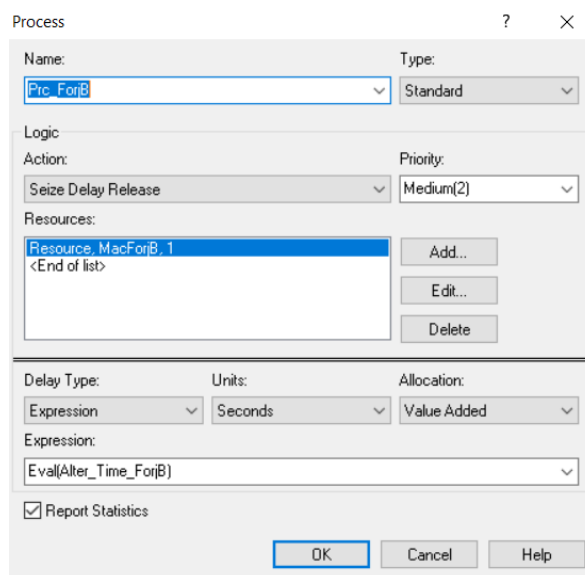 Process ?
Name: Type:
Prc_ForjB Standard
Logic
Action: Priority:
Seize Delay Release Medium(2)
Resources:
Resource, MacForjB, 1
<End of list>
Add...
Edit...
Delete
Delay Type: Units: Allocation:
Expression Seconds Value Added
Expression:
Eval(Alter_Time_ForjB)
Report Statistics
OK Cancel Help